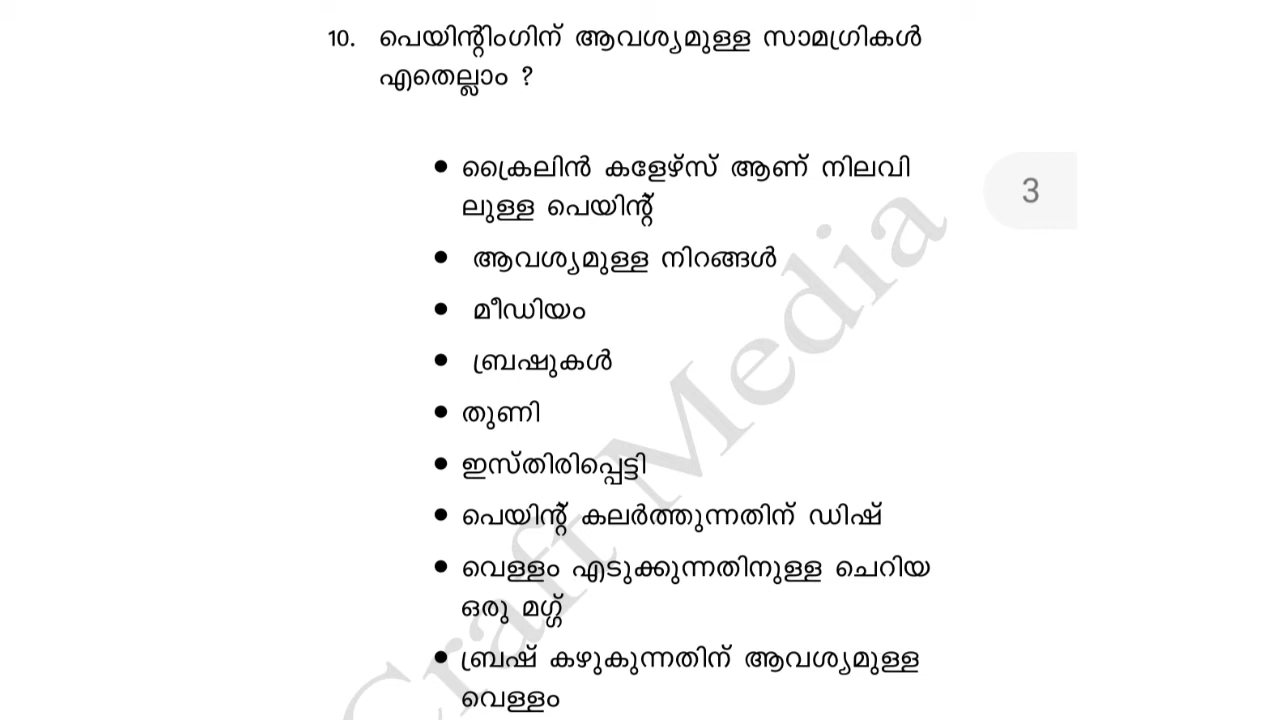 10. പെയിന്റിംഗിന് ആവശ്യമുള്ള സാമഗ്രികൾ
എതെല്ലാം ?
• ക്രൈലിൻ കളേഴ്സ് ആണ് നിലവി
ലുള്ള പെയിന്റ്
3
• ആവശ്യമുള്ള നിറങ്ങൾ
• മീഡിയം
• ബ്രഷുകൾ
• തുണി
• ഇസ്തിരിപ്പെട്ടി
• പെയിന്റ് കലർത്തുന്നതിന് ഡിഷ്
• വെള്ളം എടുക്കുന്നതിനുള്ള ചെറിയ
ഒരു മഗ്ഗ്
• ബ്രഷ് കഴുകുന്നതിന് ആവശ്യമുള്ള
വെള്ളം
Craft Media